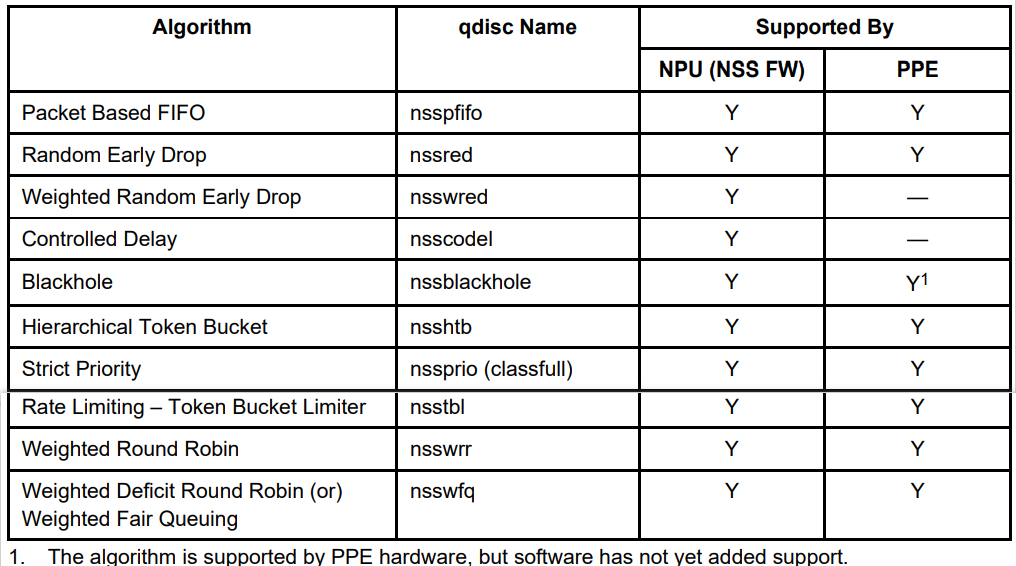 Algorithm qdisc Name Supported By
NPU (NSS FW) PPE
Packet Based FIFO nsspfifo Y Y
Random Early Drop nssred Y Y
Weighted Random Early Drop nsswred Y —
Controlled Delay nsscodel Y —
Blackhole nssblackhole Y Y1
Hierarchical Token Bucket nsshtb Y Y
Strict Priority nssprio (classfull) Y Y
Rate Limiting – Token Bucket Limiter nsstbl Y Y
Weighted Round Robin nsswrr Y Y
Weighted Deficit Round Robin (or) nsswfq Y Y
Weighted Fair Queuing
1. The algorithm is supported by PPE hardware, but software has not yet added support.